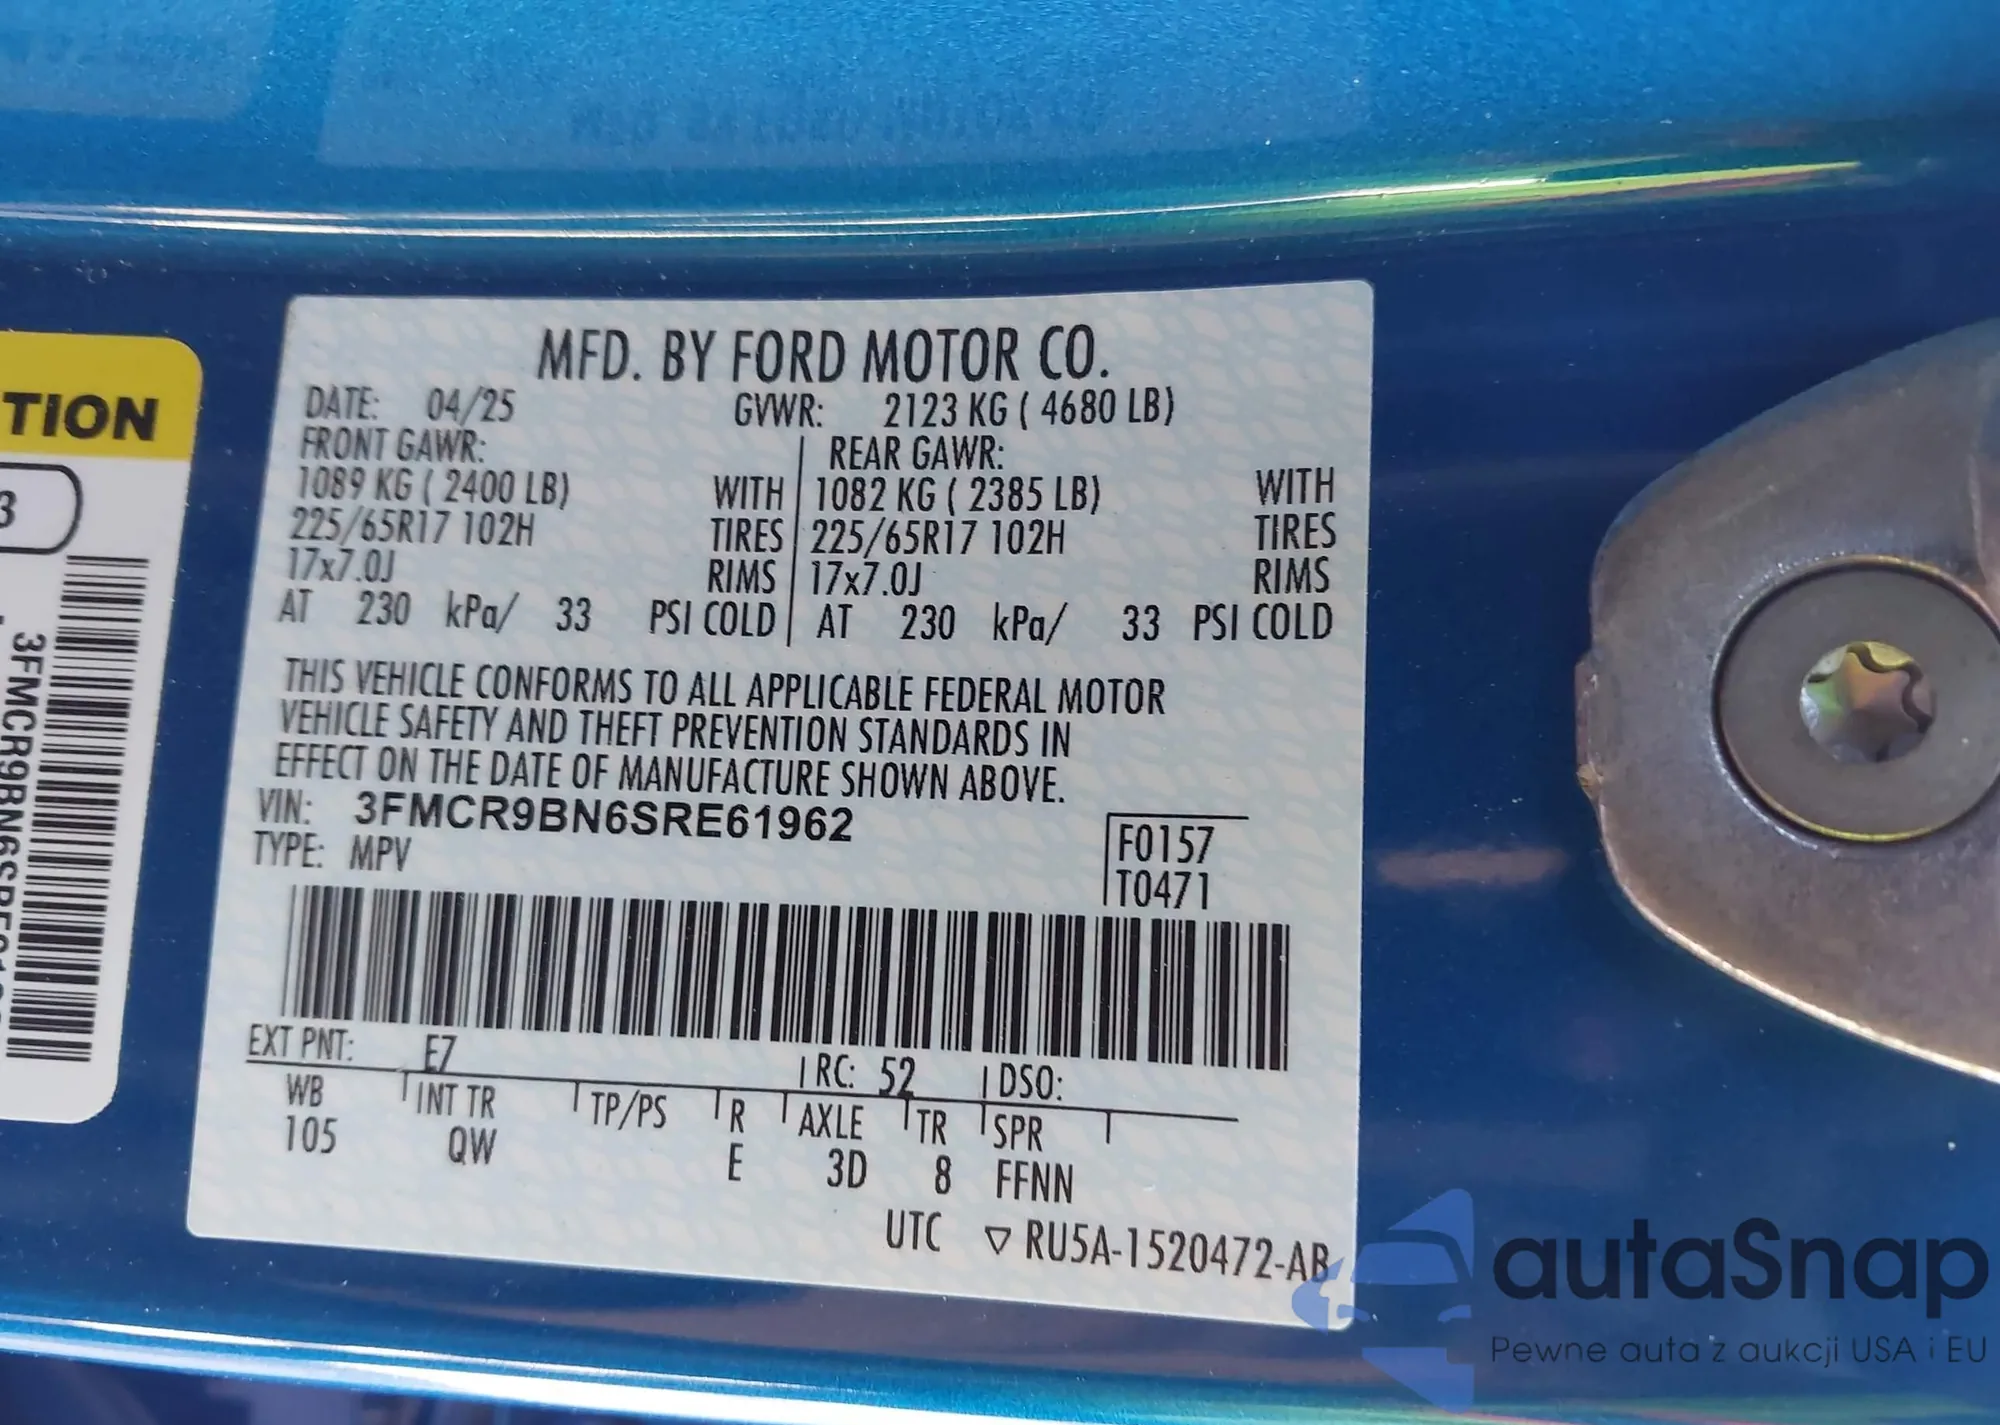 TION
3
3FMCR9BN6SRE61
MFD. BY FORD MOTOR CO.
DATE: 04/25 GVWR: 2123 KG ( 4680 LB)
FRONT GAWR: REAR GAWR:
1089 KG ( 2400 LB) WITH 1082 KG ( 2385 LB) WITH
225/65R17 102H TIRES 225/65R17 102H TIRES
17x7.0J RIMS 17x7.0J RIMS
AT 230 kPa/ 33 PSI COLD AT 230 kPa/ 33 PSI COLD
THIS VEHICLE CONFORMS TO ALL APPLICABLE FEDERAL MOTOR
VEHICLE SAFETY AND THEFT PREVENTION STANDARDS IN
EFFECT ON THE DATE OF MANUFACTURE SHOWN ABOVE.
VIN: 3FMCR9BN6SRE61962
TYPE: MPV
F0157
T0471
EXT PNT: E7 RC: 52 DSO:
WB INT TR TP/PS R AXLE TR SPR
105 QW E 3D 8 FFNN
UTC ▽ RU5A-1520472-AB
autaSnap
Pewne auta z aukcji USA i EU